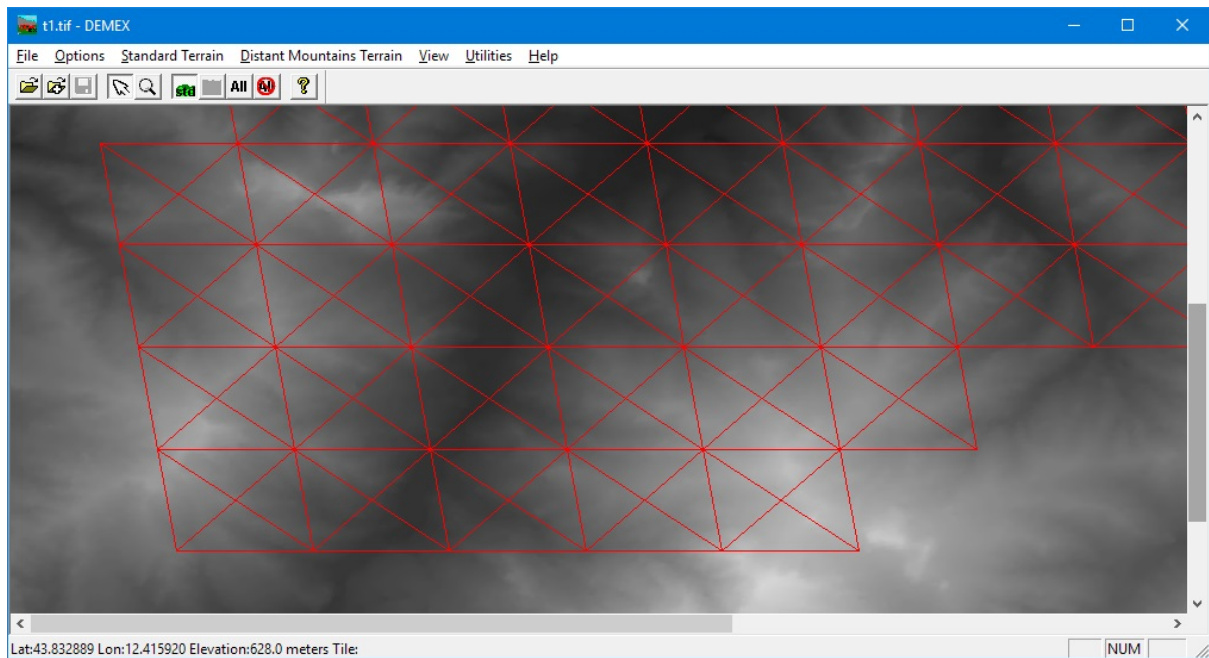 t1.tif - DEMEX
File Options Standard Terrain Distant Mountains Terrain View Utilities Help
std All All ?
Lat:43.832889 Lon:12.415920 Elevation:628.0 meters Tile: NUM